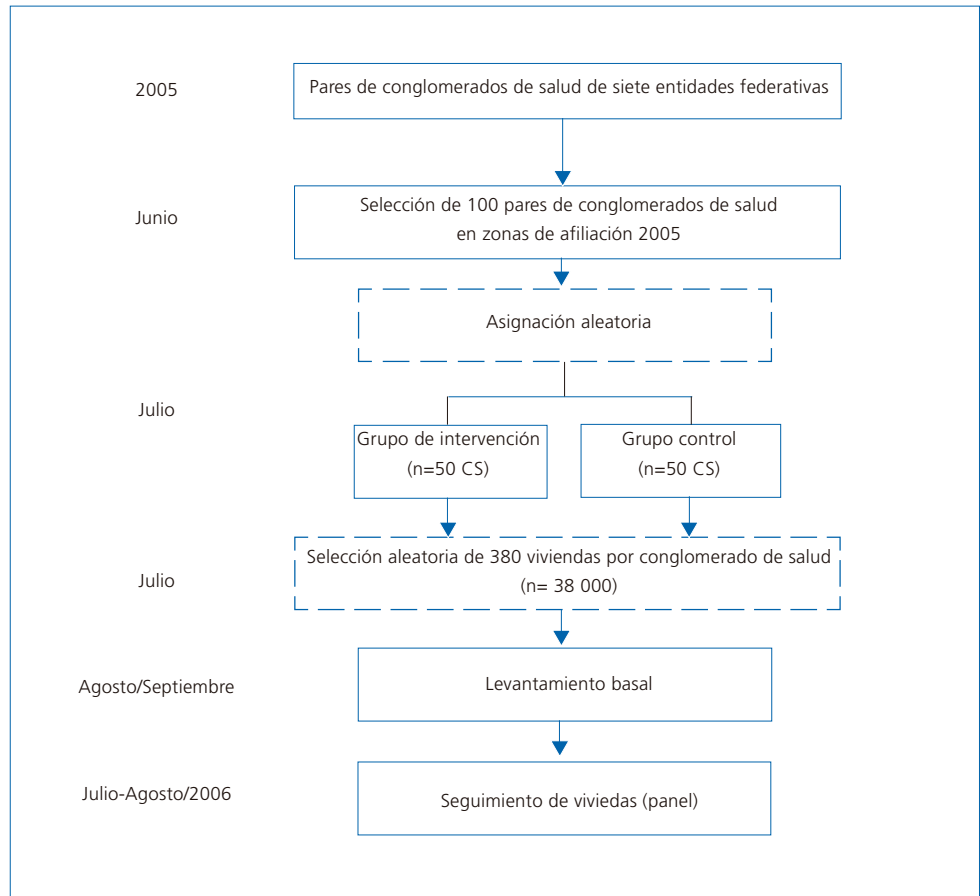 2005
Pares de conglomerados de salud de siete entidades federativas
Junio
Selección de 100 pares de conglomerados de salud
en zonas de afiliación 2005
Asignación aleatoria
Julio
Grupo de intervención
(n=50 CS)
Grupo control
(n=50 CS)
Julio
Selección aleatoria de 380 viviendas por conglomerado de salud
(n= 38 000)
Agosto/Septiembre
Levantamiento basal
Julio-Agosto/2006
Seguimiento de viviedas (panel)